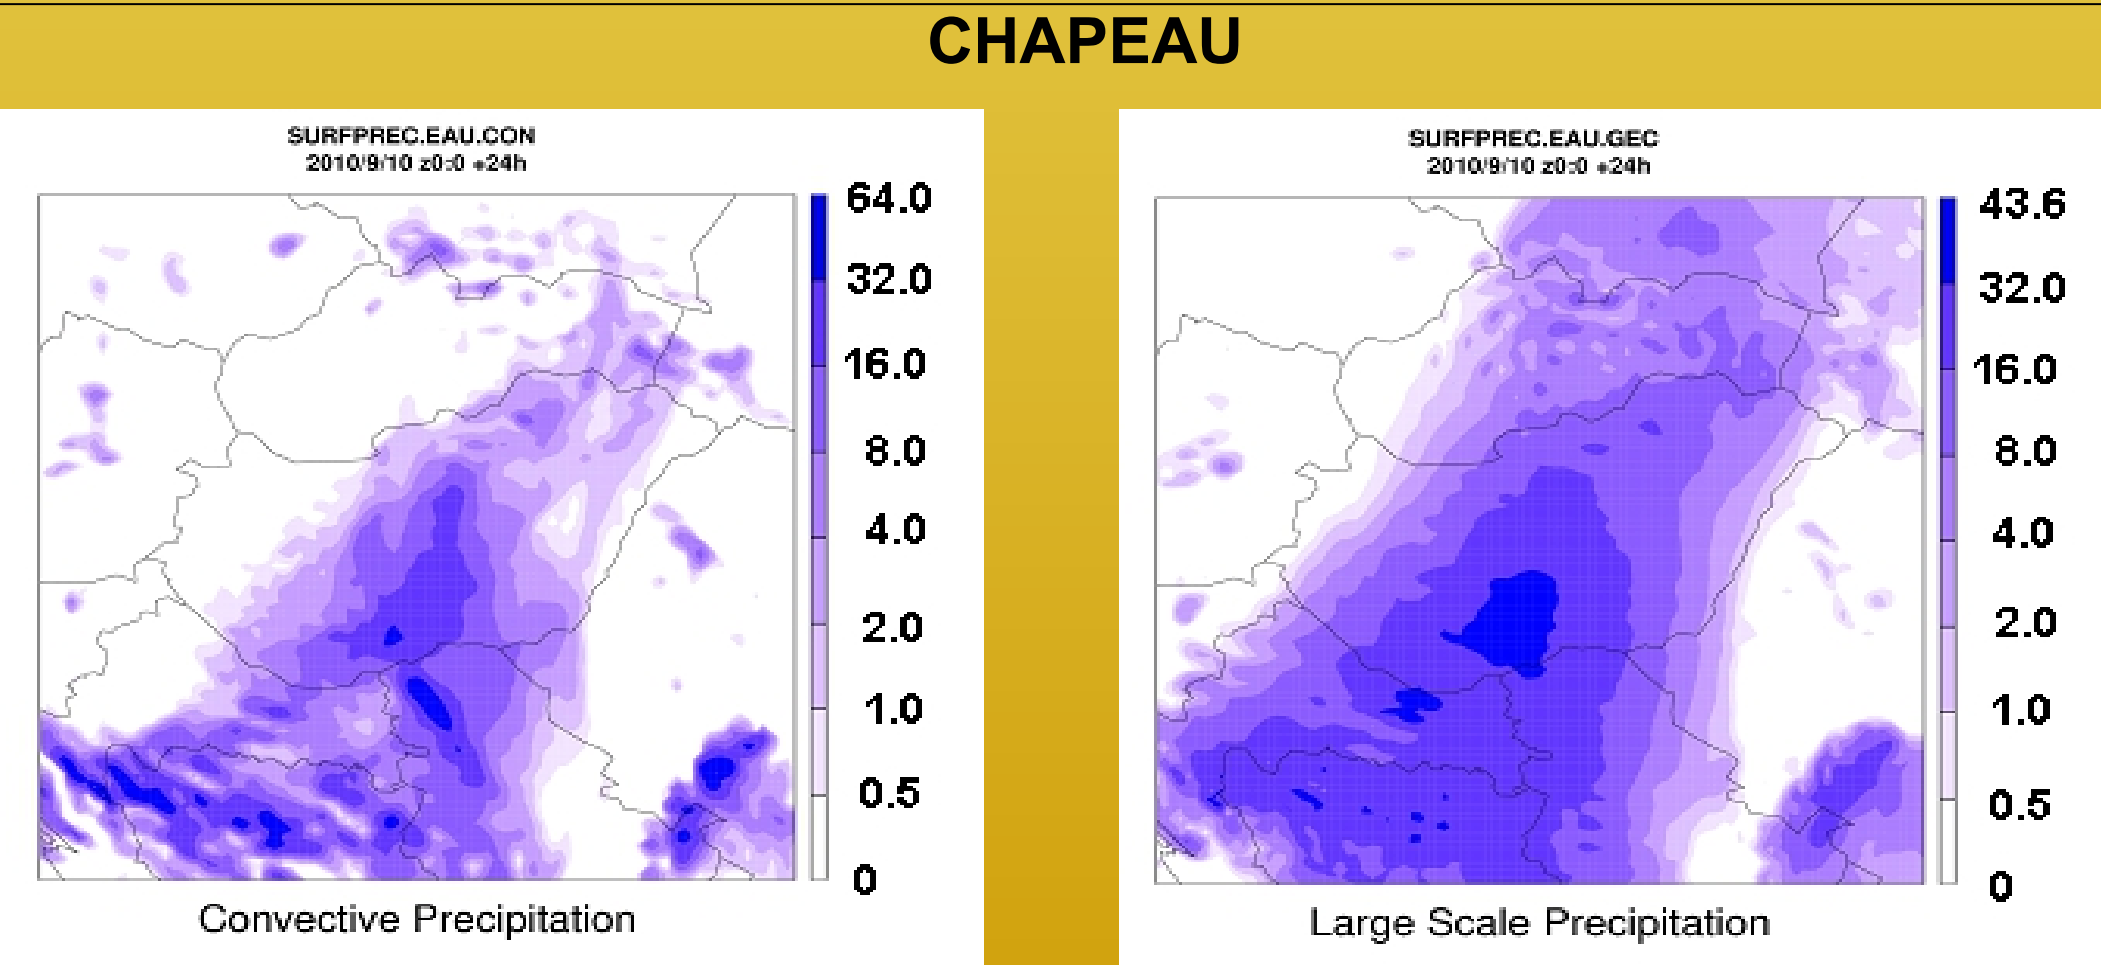 CHAPEAU
SURFPREC.EAU.CON
2010/9/10 z0:0 +24h
64.0
32.0
16.0
8.0
4.0
2.0
1.0
0.5
0
Convective Precipitation
SURFPREC.EAU.GEC
2010/9/10 z0:0 +24h
43.6
32.0
16.0
8.0
4.0
2.0
1.0
0.5
0
Large Scale Precipitation